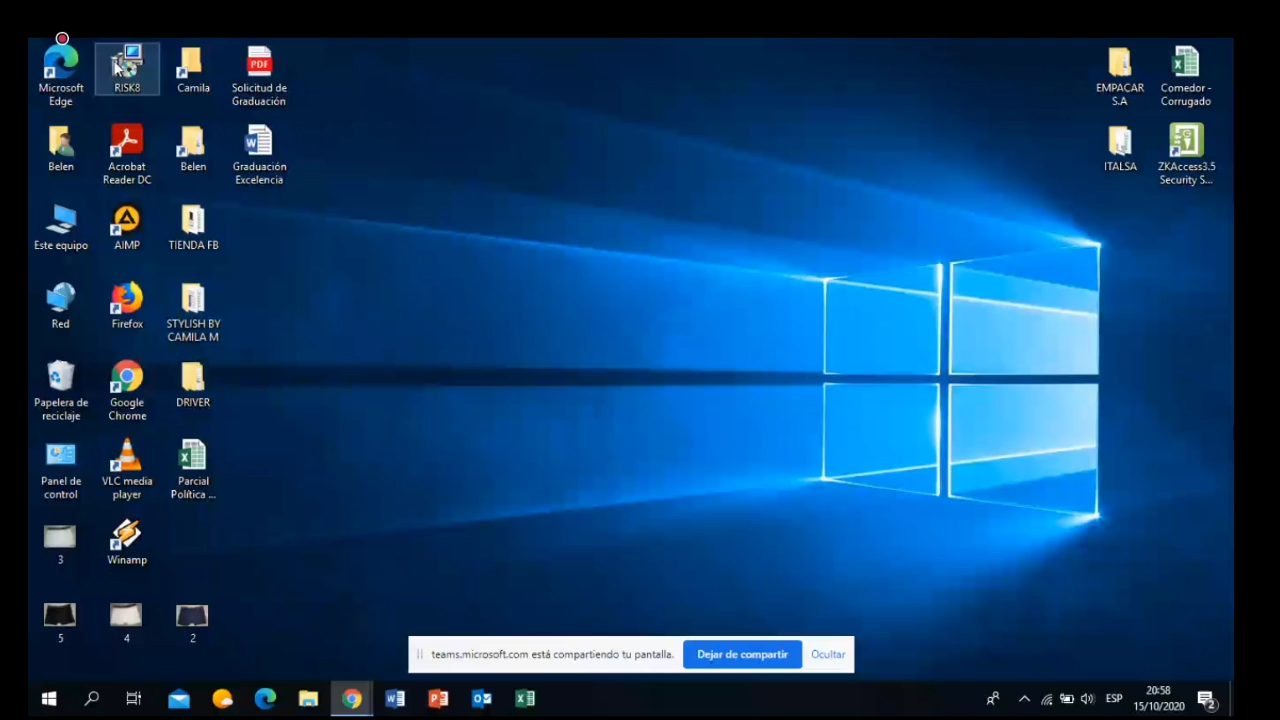 Microsoft
Edge
RISK8
Camila
PDF
Solicitud de
Graduación
EMPACAR
S.A
Comedor -
Corrugado
Belen
Acrobat
Reader DC
Belen
Graduación
Excelencia
ITALSA
ZKAccess3.5
Security S...
Este equipo
AIMP
TIENDA FB
Red
Firefox
STYLISH BY
CAMILA M
Papelera de
reciclaje
Google
Chrome
DRIVER
Panel de
control
VLC media
player
Parcial
Política ...
3
Winamp
5
4
2
teams.microsoft.com está compartiendo tu pantalla.
Dejar de compartir
Ocultar
ESP
20:58
15/10/2020
2